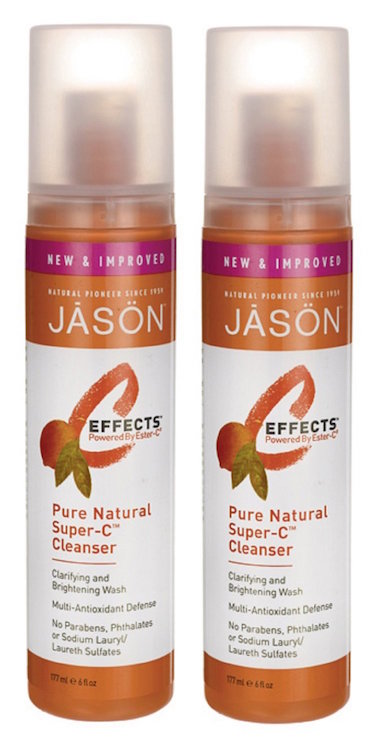 NEW & IMPROVED
NATURAL PIONEER SINCE 1959
JĀSÖN
C
EFFECTS™
Powered By Ester-C®
Pure Natural
Super-C™
Cleanser
Clarifying and
Brightening Wash
Multi-Antioxidant Defense
No Parabens, Phthalates
or Sodium Lauryl/
Laureth Sulfates
177 ml ℮ 6 fl oz
NEW & IMPROVED
NATURAL PIONEER SINCE 1959
JĀSÖN
C
EFFECTS™
Powered By Ester-C®
Pure Natural
Super-C™
Cleanser
Clarifying and
Brightening Wash
Multi-Antioxidant Defense
No Parabens, Phthalates
or Sodium Lauryl/
Laureth Sulfates
177 ml ℮ 6 fl oz